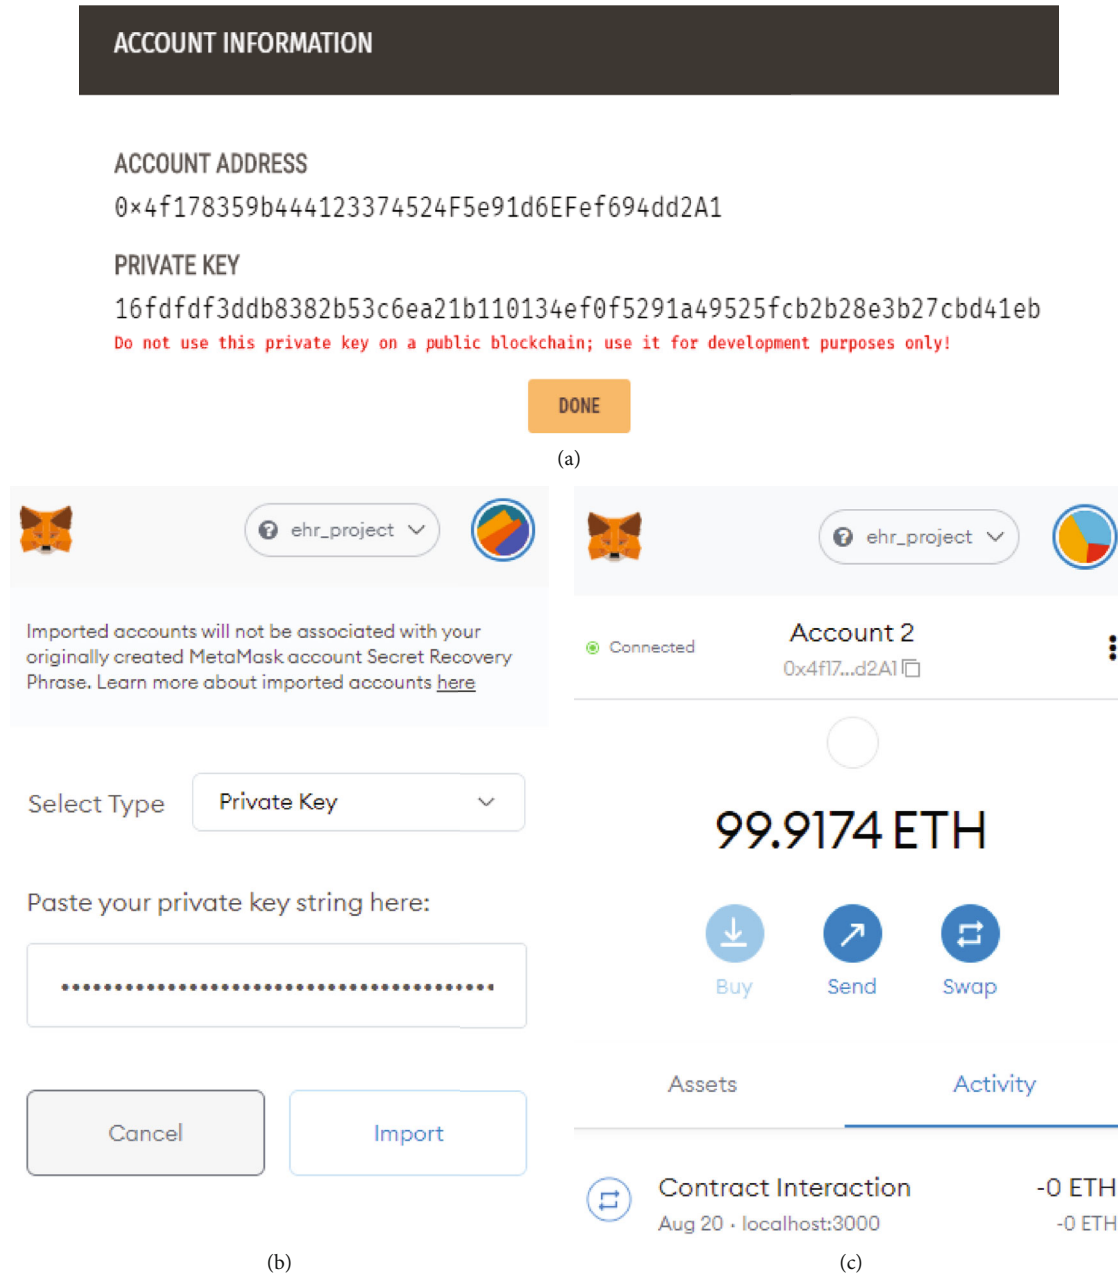 ACCOUNT INFORMATION
ACCOUNT ADDRESS
0×4f178359b444123374524F5e91d6EFef694dd2A1
PRIVATE KEY
16fdfdf3ddb8382b53c6ea21b110134ef0f5291a49525fcb2b28e3b27cbd41eb
Do not use this private key on a public blockchain; use it for development purposes only!
DONE
(a)
ehr_project
Imported accounts will not be associated with your
originally created MetaMask account Secret Recovery
Phrase. Learn more about imported accounts here
Select Type
Private Key
Paste your private key string here:
Cancel
Import
(b)
ehr_project
Connected
Account 2
0x4f17...d2A1
99.9174 ETH
Buy
Send
Swap
Assets
Activity
Contract Interaction
-0 ETH
Aug 20 · localhost:3000
-0 ETH
(c)